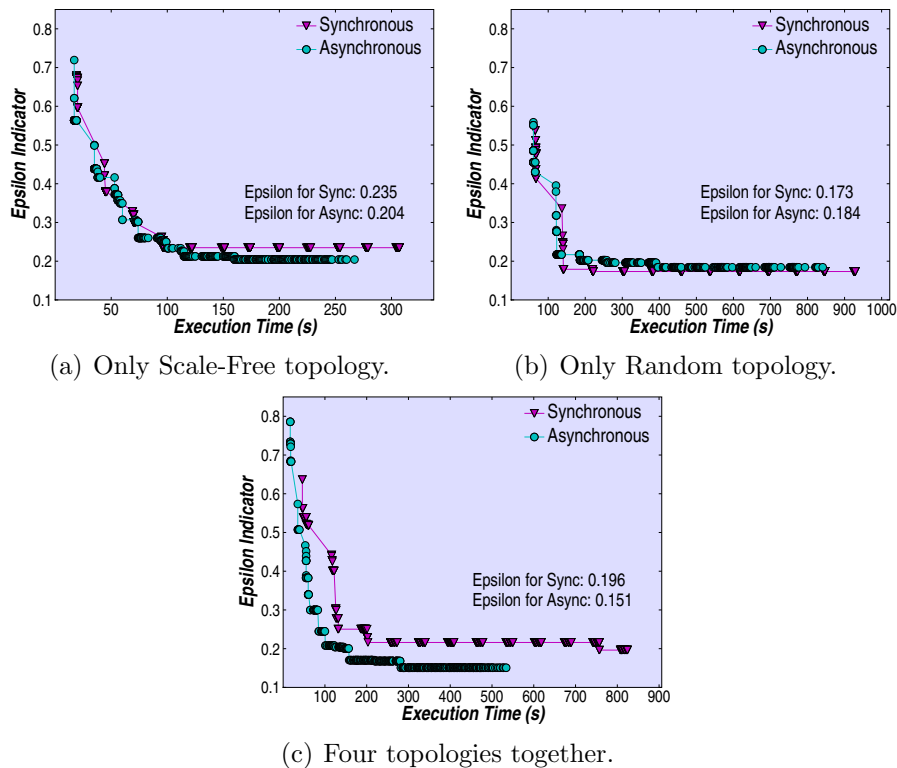 Synchronous
Asynchronous
Epsilon Indicator
0.8
0.7
0.6
0.5
0.4
0.3
0.2
0.1
Epsilon for Sync: 0.235
Epsilon for Async: 0.204
50 100 150 200 250 300
Execution Time (s)
(a) Only Scale-Free topology.
Synchronous
Asynchronous
Epsilon Indicator
0.8
0.7
0.6
0.5
0.4
0.3
0.2
0.1
Epsilon for Sync: 0.173
Epsilon for Async: 0.184
100 200 300 400 500 600 700 800 900 1000
Execution Time (s)
(b) Only Random topology.
Synchronous
Asynchronous
Epsilon Indicator
0.8
0.7
0.6
0.5
0.4
0.3
0.2
0.1
Epsilon for Sync: 0.196
Epsilon for Async: 0.151
100 200 300 400 500 600 700 800 900
Execution Time (s)
(c) Four topologies together.